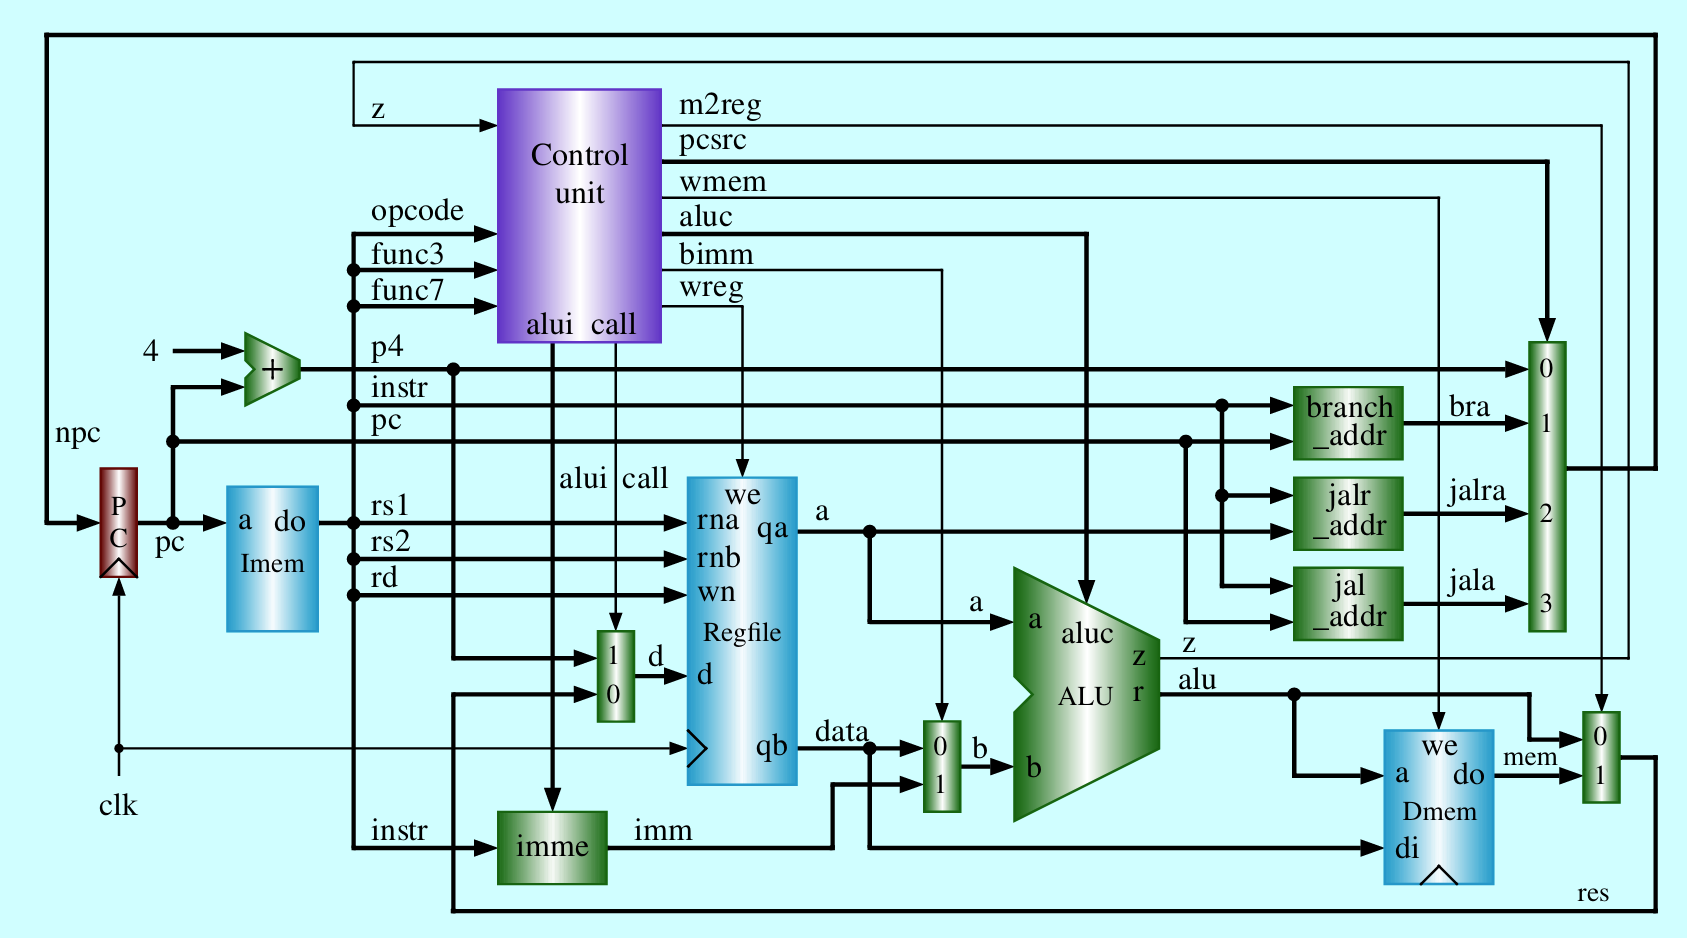 z
Control
unit
m2reg
pcsrc
wmem
aluc
bimm
wreg
opcode
func3
func7
alui call
4
+
p4
instr
pc
npc
alui call
0
1
2
3
branch
_addr
bra
jalr
_addr
jalra
jal
_addr
jala
P
C
pc
a do
Imem
rs1
rs2
rd
we
rna
qa
rnb
wn
Regfile
d
qb
a
1
0
d
a
a
aluc
z
ALU
r
b
z
alu
data
0
1
b
clk
instr
imme
imm
we
a do
Dmem
di
mem
0
1
res